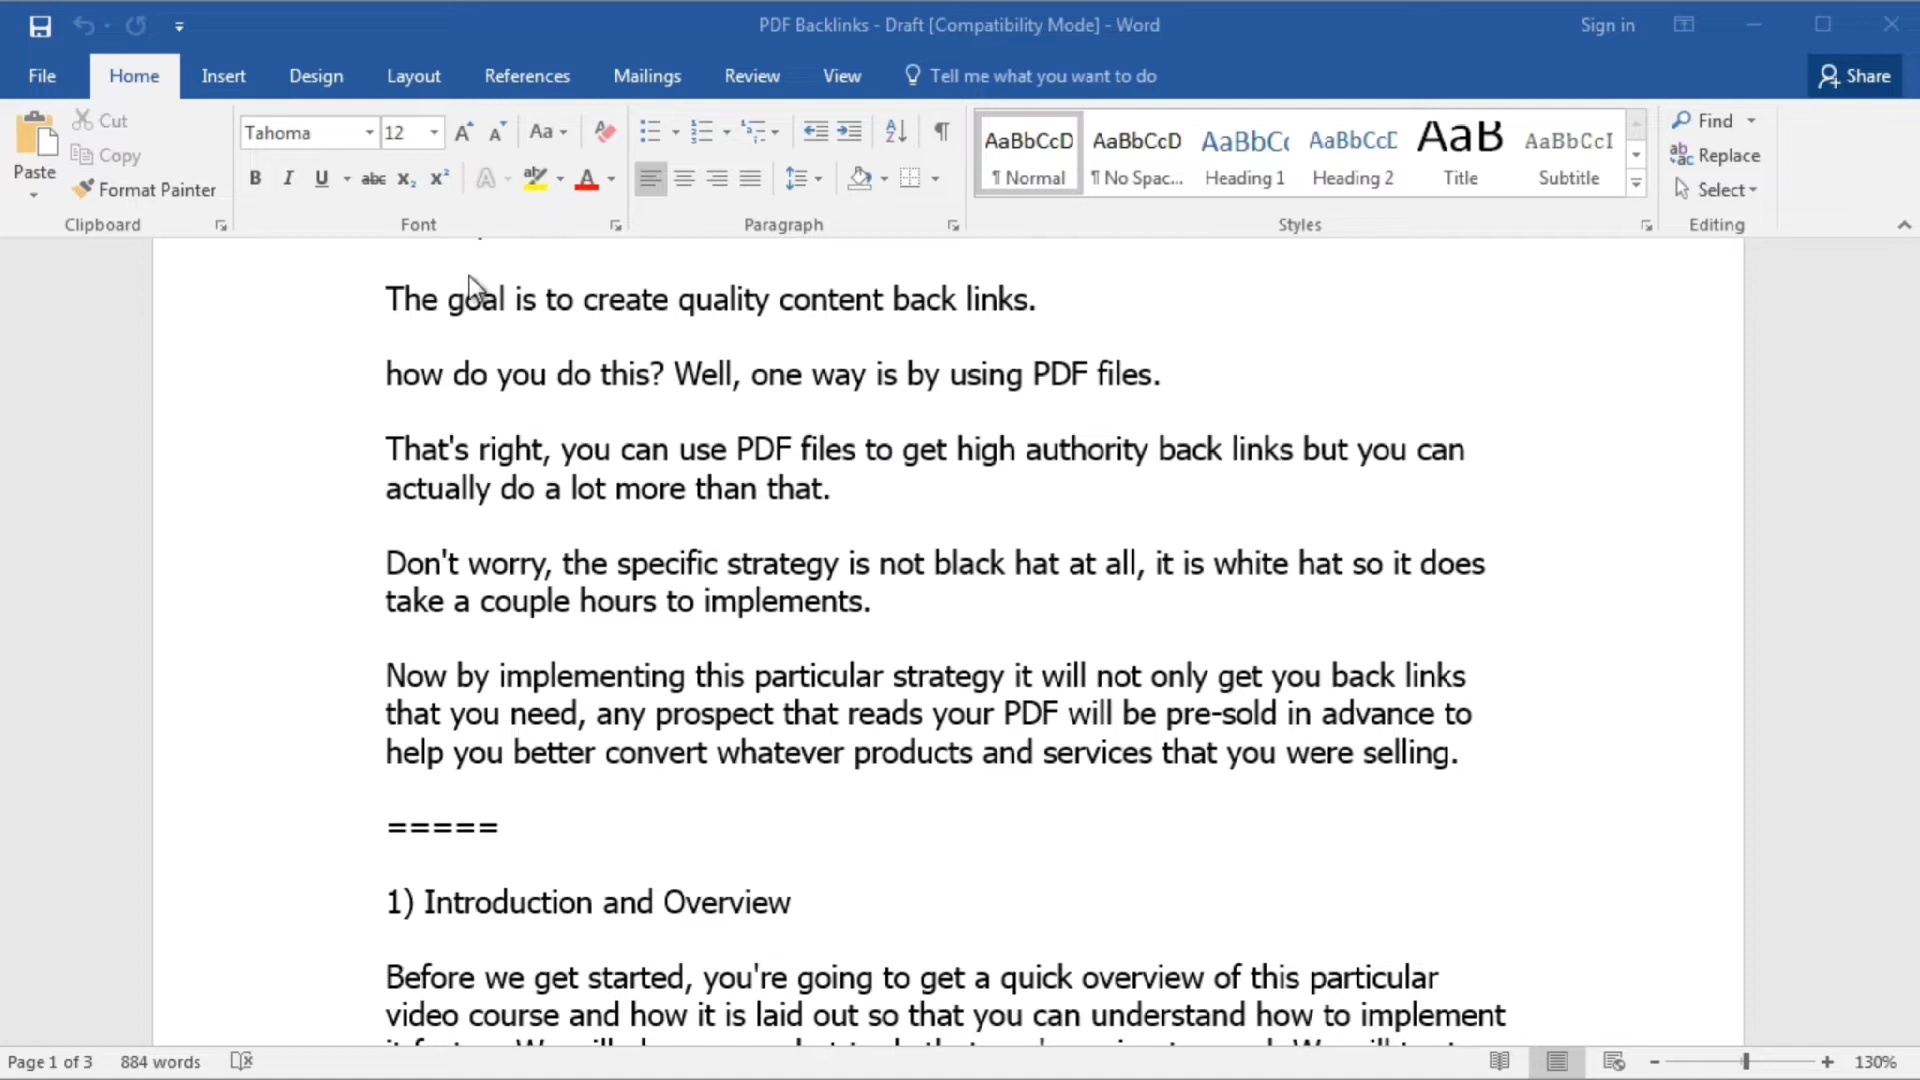 PDF Backlinks - Draft [Compatibility Mode] - Word
Sign in
File Home Insert Design Layout References Mailings Review View Tell me what you want to do Share
Paste
Cut
Copy
Format Painter
Clipboard
Tahoma 12
Aa
B I U abc X₂ X²
Font
Paragraph
AaBbCcD ¶ Normal
AaBbCcD ¶ No Spac...
AaBbCc Heading 1
AaBbCcD Heading 2
AaB Title
AaBbCcI Subtitle
Styles
Find
Replace
Select
Editing
The goal is to create quality content back links.
how do you do this? Well, one way is by using PDF files.
That's right, you can use PDF files to get high authority back links but you can
actually do a lot more than that.
Don't worry, the specific strategy is not black hat at all, it is white hat so it does
take a couple hours to implements.
Now by implementing this particular strategy it will not only get you back links
that you need, any prospect that reads your PDF will be pre-sold in advance to
help you better convert whatever products and services that you were selling.
=====
1) Introduction and Overview
Before we get started, you're going to get a quick overview of this particular
video course and how it is laid out so that you can understand how to implement
Page 1 of 3 884 words
130%